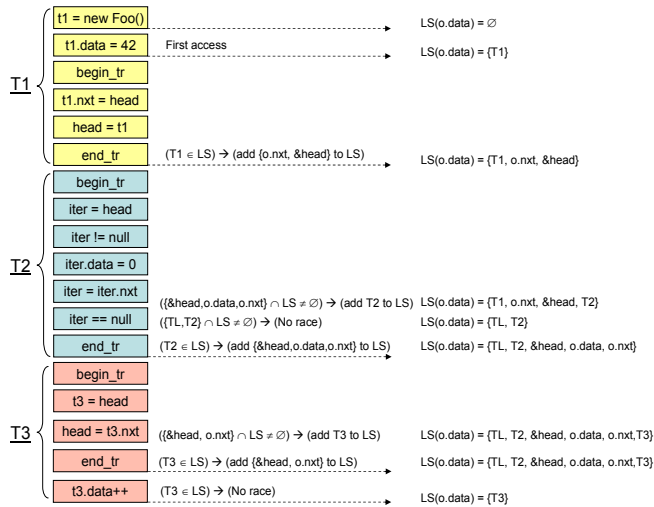 t1 = new Foo() LS(o.data) = ∅
t1.data = 42 First access LS(o.data) = {T1}
begin_tr
T1
t1.nxt = head
head = t1
end_tr (T1 ∈ LS) → (add {o.nxt, &head} to LS) LS(o.data) = {T1, o.nxt, &head}
begin_tr
iter = head
iter != null
T2
iter.data = 0
iter = iter.nxt ({&head,o.data,o.nxt} ∩ LS ≠ ∅) → (add T2 to LS) LS(o.data) = {T1, o.nxt, &head, T2}
iter == null ({TL,T2} ∩ LS ≠ ∅) → (No race) LS(o.data) = {TL, T2}
end_tr (T2 ∈ LS) → (add {&head,o.data,o.nxt} to LS) LS(o.data) = {TL, T2, &head, o.data, o.nxt}
begin_tr
t3 = head
T3
head = t3.nxt ({&head, o.nxt} ∩ LS ≠ ∅) → (add T3 to LS) LS(o.data) = {TL, T2, &head, o.data, o.nxt,T3}
end_tr (T3 ∈ LS) → (add {&head, o.nxt} to LS) LS(o.data) = {TL, T2, &head, o.data, o.nxt,T3}
t3.data++ (T3 ∈ LS) → (No race) LS(o.data) = {T3}